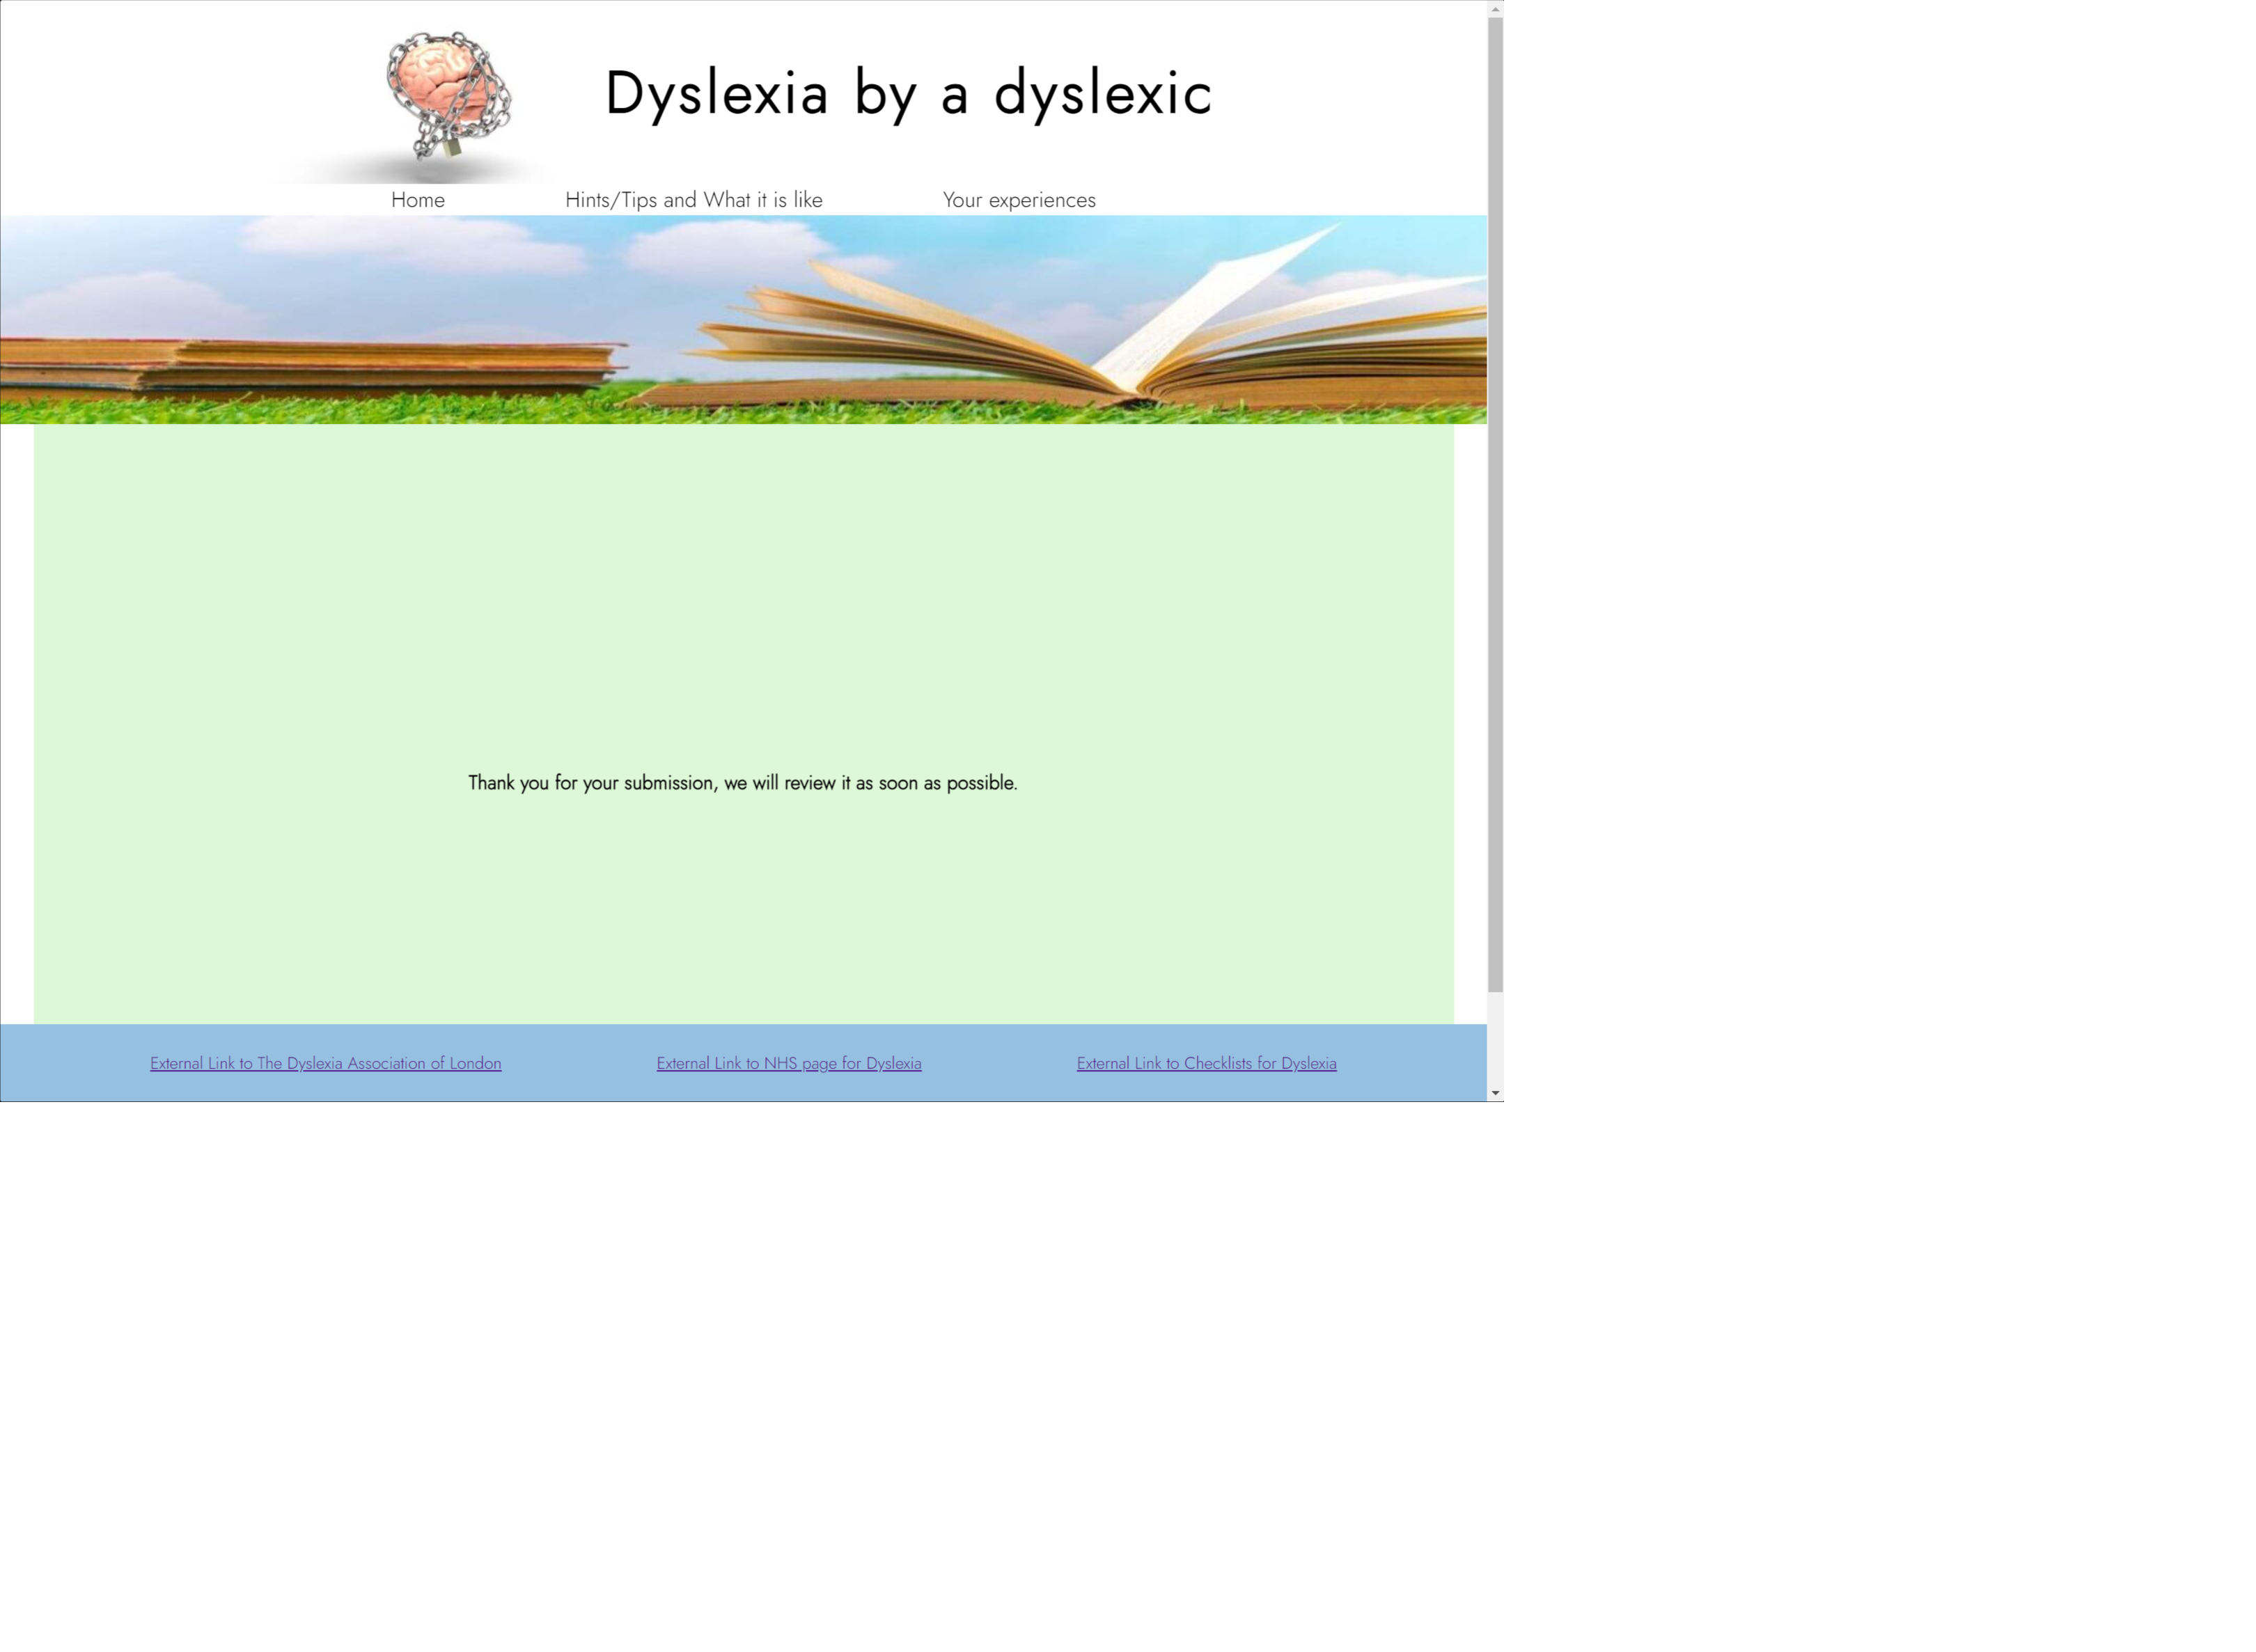 Dyslexia by a dyslexic
Home
Hints/Tips and What it is like
Your experiences
Thank you for your submission, we will review it as soon as possible.
External Link to The Dyslexia Association of London
External Link to NHS page for Dyslexia
External Link to Checklists for Dyslexia